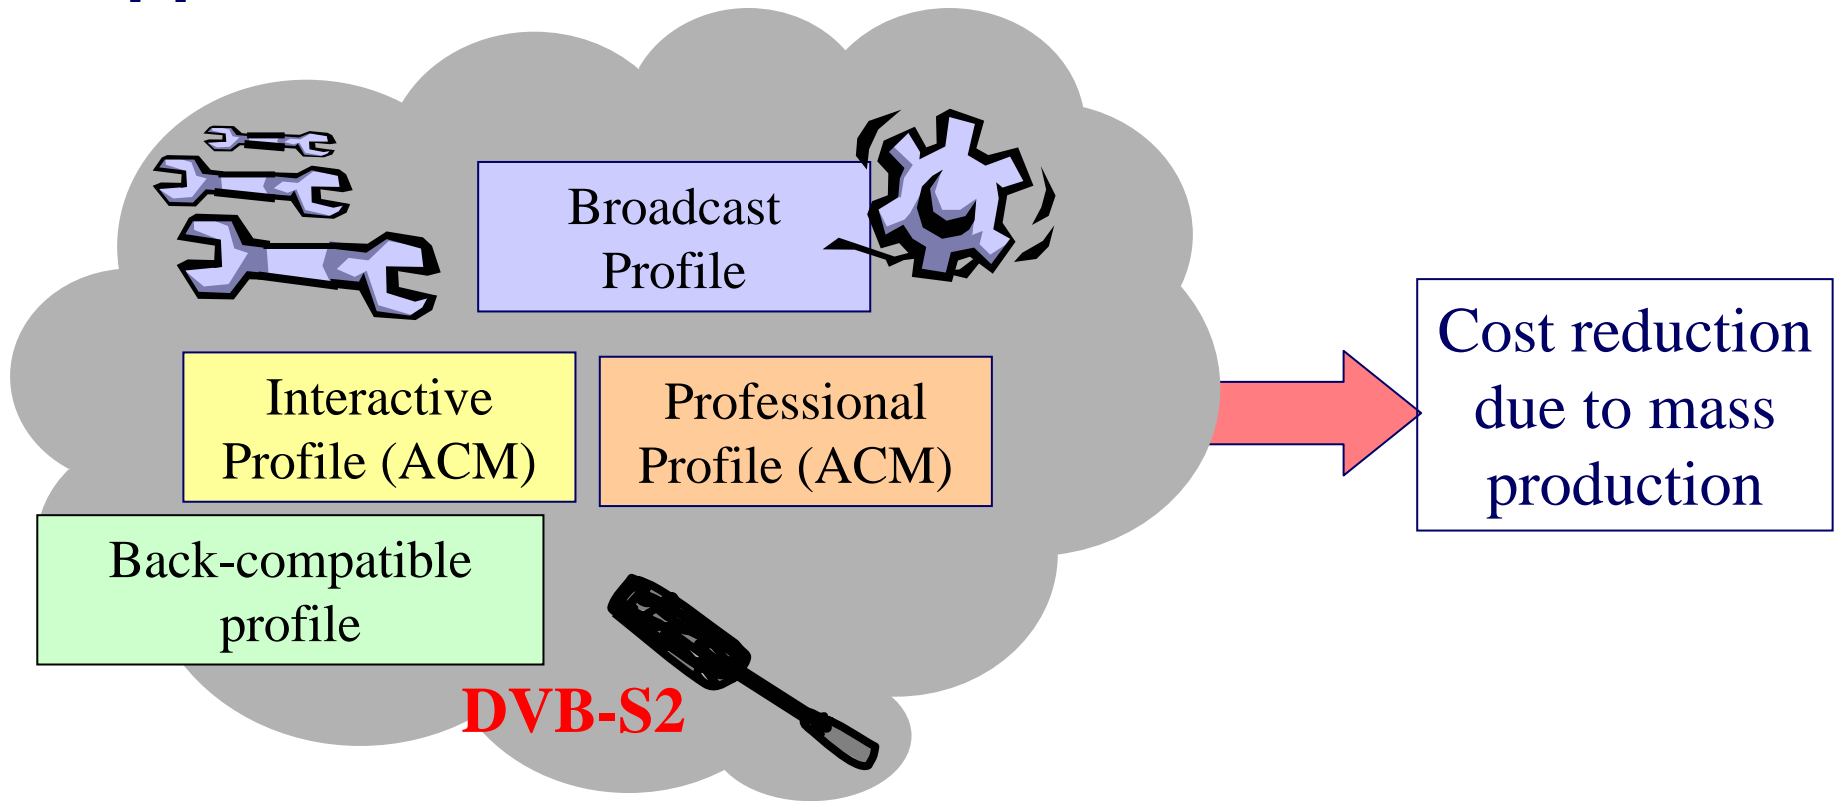 Broadcast
Profile
Interactive
Profile (ACM)
Professional
Profile (ACM)
Back-compatible
profile
DVB-S2
Cost reduction
due to mass
production